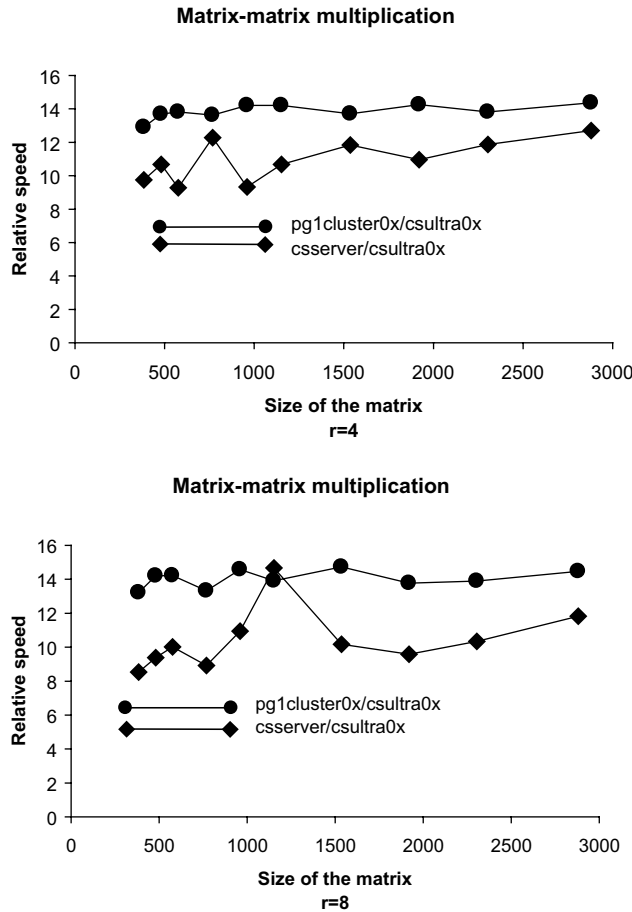 Matrix-matrix multiplication
16
14
12
10
8
6
4
2
0
Relative speed
pg1cluster0x/csultra0x
csserver/csultra0x
0 500 1000 1500 2000 2500 3000
Size of the matrix
r=4
Matrix-matrix multiplication
16
14
12
10
8
6
4
2
0
Relative speed
pg1cluster0x/csultra0x
csserver/csultra0x
0 500 1000 1500 2000 2500 3000
Size of the matrix
r=8